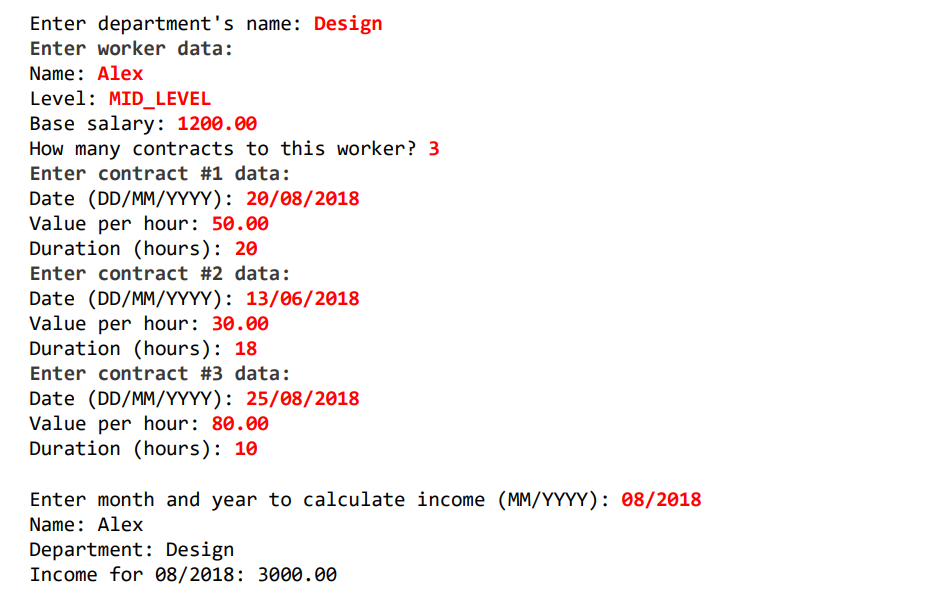 Enter department's name: Design
Enter worker data:
Name: Alex
Level: MID_LEVEL
Base salary: 1200.00
How many contracts to this worker? 3
Enter contract #1 data:
Date (DD/MM/YYYY): 20/08/2018
Value per hour: 50.00
Duration (hours): 20
Enter contract #2 data:
Date (DD/MM/YYYY): 13/06/2018
Value per hour: 30.00
Duration (hours): 18
Enter contract #3 data:
Date (DD/MM/YYYY): 25/08/2018
Value per hour: 80.00
Duration (hours): 10
Enter month and year to calculate income (MM/YYYY): 08/2018
Name: Alex
Department: Design
Income for 08/2018: 3000.00